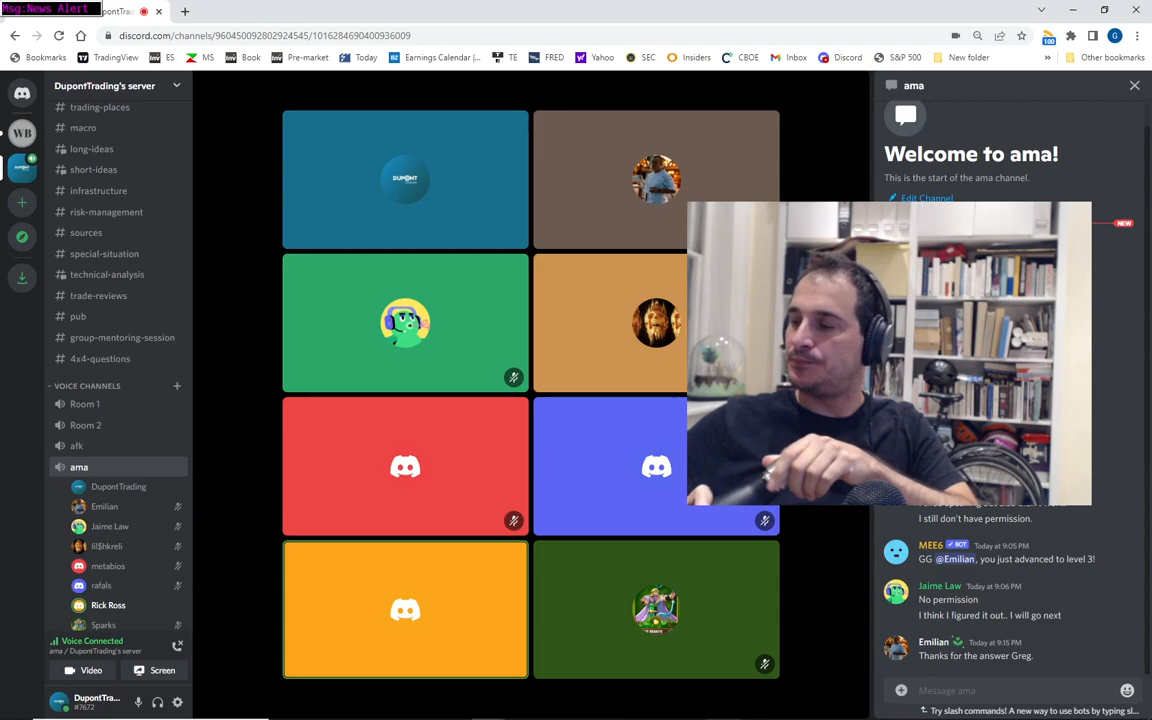 Msg:News Alert
DupontTrac
discord.com/channels/960450092802924545/1016284690400936009
100
G
Bookmarks
TradingView
ES
MS
Book
Pre-market
Today
Earnings Calendar |...
TE
FRED
Yahoo
SEC
Insiders
CBOE
Inbox
Discord
S&P 500
New folder
»
Other bookmarks
DupontTrading's server
WB
DUPONT
trading-places
macro
long-ideas
short-ideas
infrastructure
risk-management
sources
special-situation
technical-analysis
trade-reviews
pub
group-mentoring-session
4x4-questions
VOICE CHANNELS
Room 1
Room 2
afk
ama
DupontTrading
Emilian
Jaime Law
lil$hkreli
metabios
rafals
Rick Ross
Sparks
Voice Connected
ama / DupontTrading's server
Video
Screen
DupontTra...
#7672
DUPONT
ama
Welcome to ama!
This is the start of the ama channel.
Edit Channel
NEW
I still don't have permission.
MEE6 ✓ BOT Today at 9:05 PM
GG @Emilian, you just advanced to level 3!
Jaime Law Today at 9:06 PM
No permission
I think I figured it out.. I will go next
Emilian Today at 9:15 PM
Thanks for the answer Greg.
Message ama
Try slash commands! A new way to use bots by typing sl...